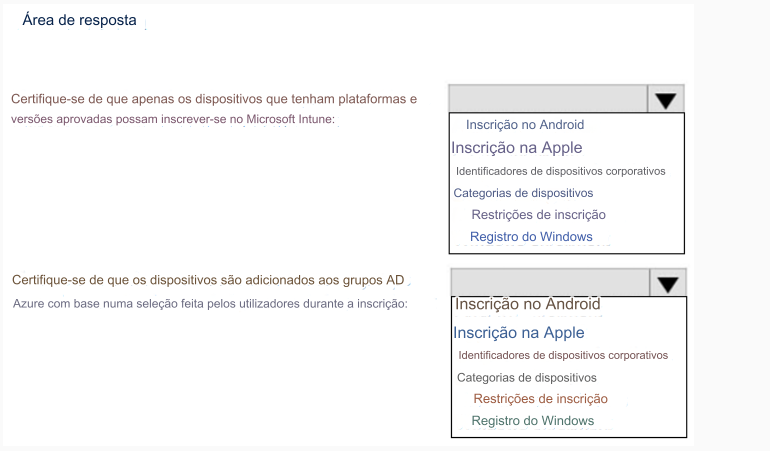 Área de resposta
Certifique-se de que apenas os dispositivos que tenham plataformas e
versões aprovadas possam inscrever-se no Microsoft Intune:
Inscrição no Android
Inscrição na Apple
Identificadores de dispositivos corporativos
Categorias de dispositivos
Restrições de inscrição
Registro do Windows
Certifique-se de que os dispositivos são adicionados aos grupos AD
Azure com base numa seleção feita pelos utilizadores durante a inscrição:
Inscrição no Android
Inscrição na Apple
Identificadores de dispositivos corporativos
Categorias de dispositivos
Restrições de inscrição
Registro do Windows